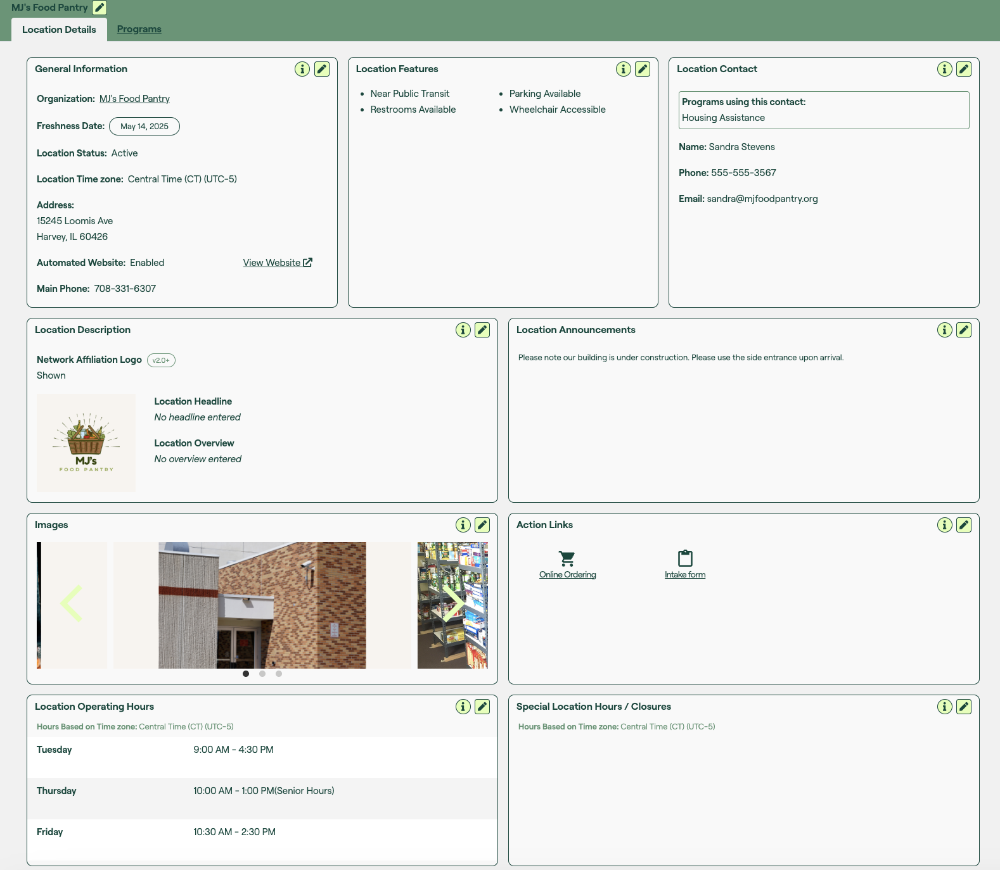 MJ's Food Pantry
Location Details
Programs
General Information
Organization: MJ's Food Pantry
Freshness Date: May 14, 2025
Location Status: Active
Location Time zone: Central Time (CT) (UTC-5)
Address:
15245 Loomis Ave
Harvey, IL 60426
Automated Website: Enabled
View Website
Main Phone: 708-331-6307
Location Features
Near Public Transit
Restrooms Available
Parking Available
Wheelchair Accessible
Location Contact
Programs using this contact:
Housing Assistance
Name: Sandra Stevens
Phone: 555-555-3567
Email: sandra@mjfoodpantry.org
Location Description
Network Affiliation Logo v2.0+
Shown
MJ's
FOOD PANTRY
Location Headline
No headline entered
Location Overview
No overview entered
Location Announcements
Please note our building is under construction. Please use the side entrance upon arrival.
Images
Action Links
Online Ordering
Intake form
Location Operating Hours
Hours Based on Time zone: Central Time (CT) (UTC-5)
Tuesday 9:00 AM - 4:30 PM
Thursday 10:00 AM - 1:00 PM(Senior Hours)
Friday 10:30 AM - 2:30 PM
Special Location Hours / Closures
Hours Based on Time zone: Central Time (CT) (UTC-5)